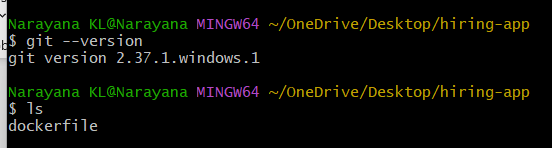 Narayana KL@Narayana MINGW64 ~/OneDrive/Desktop/hiring-app
$ git --version
git version 2.37.1.windows.1
Narayana KL@Narayana MINGW64 ~/OneDrive/Desktop/hiring-app
$ ls
dockerfile